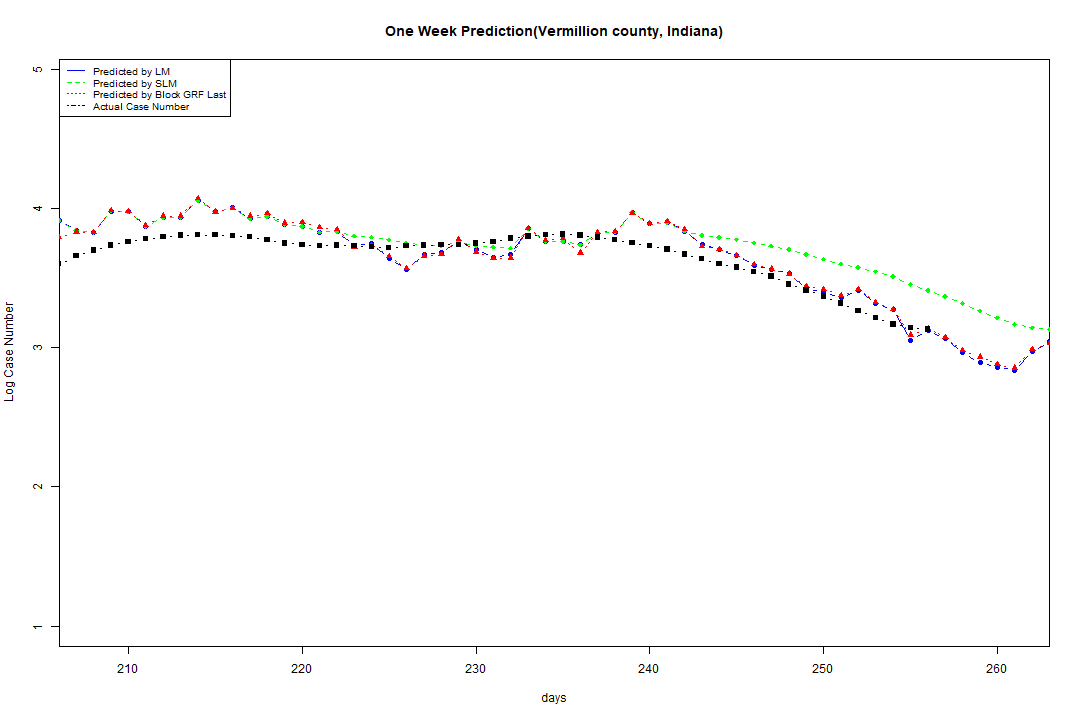 One Week Prediction(Vermillion county, Indiana)
Predicted by LM
Predicted by SLM
Predicted by Block GRF Last
Actual Case Number
5
4
3
2
1
Log Case Number
210 220 230 240 250 260
days